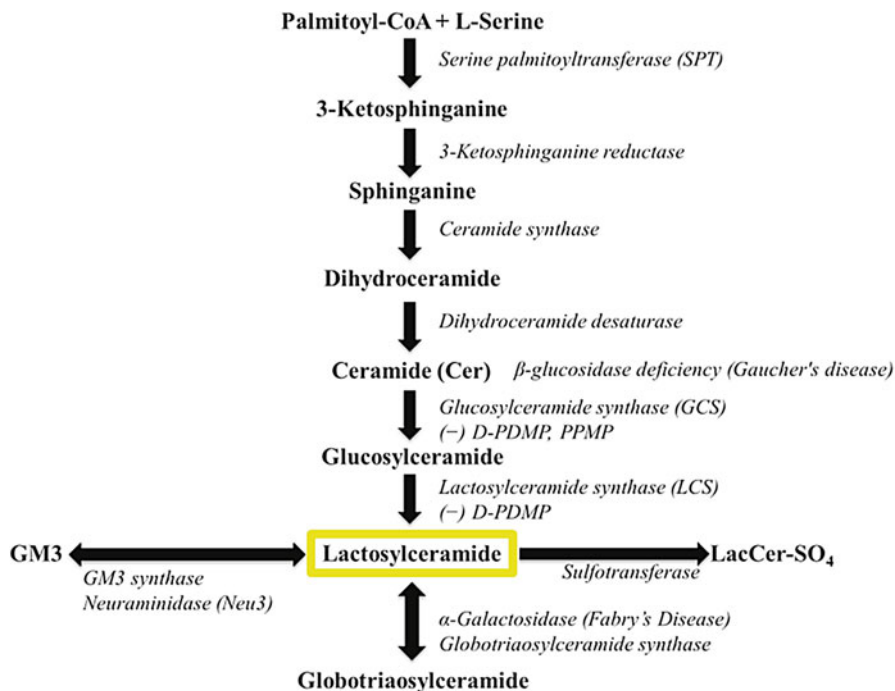 Palmitoyl-CoA + L-Serine
Serine palmitoyltransferase (SPT)
3-Ketosphinganine
3-Ketosphinganine reductase
Sphinganine
Ceramide synthase
Dihydroceramide
Dihydroceramide desaturase
Ceramide (Cer) β-glucosidase deficiency (Gaucher's disease)
Glucosylceramide synthase (GCS)
(−) D-PDMP, PPMP
Glucosylceramide
Lactosylceramide synthase (LCS)
(−) D-PDMP
GM3 Lactosylceramide LacCer-SO₄
GM3 synthase
Neuraminidase (Neu3)
Sulfotransferase
α-Galactosidase (Fabry’s Disease)
Globotriaosylceramide synthase
Globotriaosylceramide